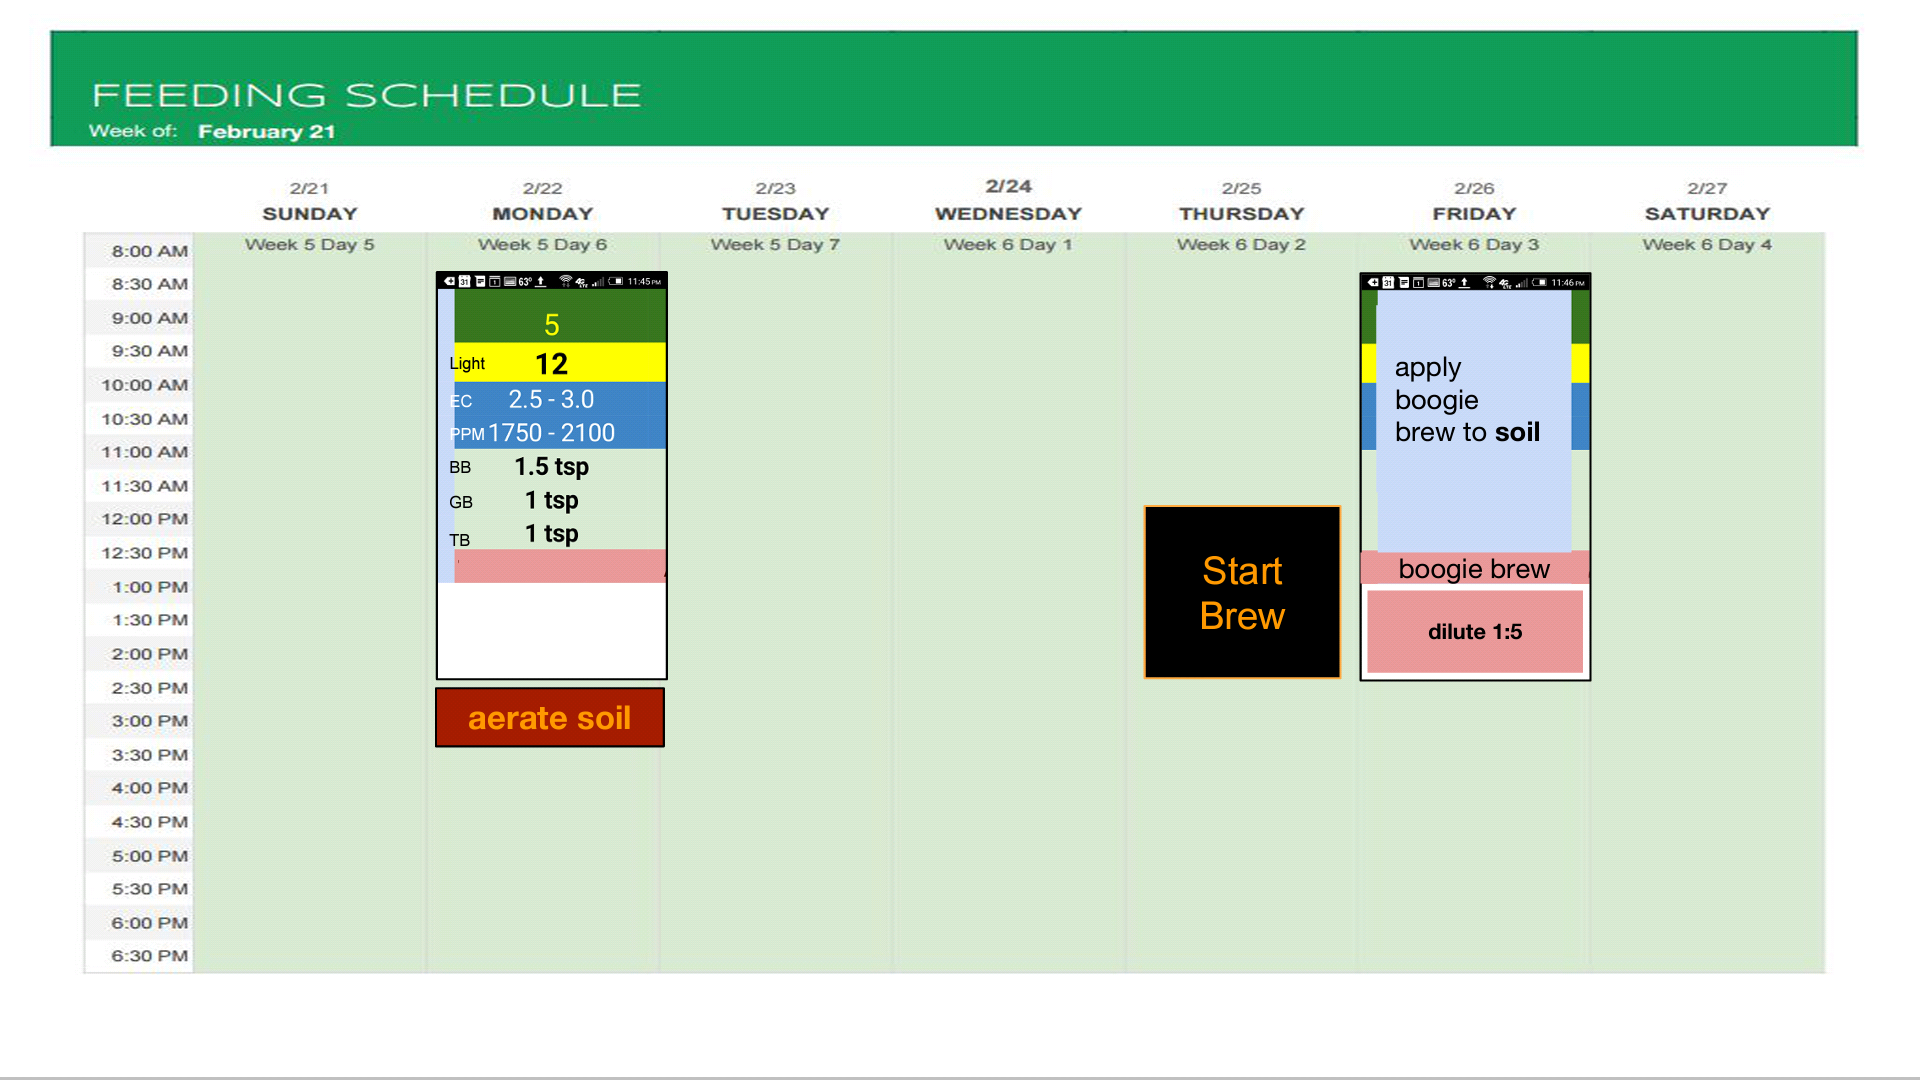 FEEDING SCHEDULE
Week of: February 21
2/21 2/22 2/23 2/24 2/25 2/26 2/27
SUNDAY MONDAY TUESDAY WEDNESDAY THURSDAY FRIDAY SATURDAY
Week 5 Day 5 Week 5 Day 6 Week 5 Day 7 Week 6 Day 1 Week 6 Day 2 Week 6 Day 3 Week 6 Day 4
8:00 AM
8:30 AM
9:00 AM
9:30 AM
10:00 AM
10:30 AM
11:00 AM
11:30 AM
12:00 PM
12:30 PM
1:00 PM
1:30 PM
2:00 PM
2:30 PM
3:00 PM
3:30 PM
4:00 PM
4:30 PM
5:00 PM
5:30 PM
6:00 PM
6:30 PM
31 1 63° 4G LTE 11:45 PM
5
Light 12
EC 2.5 - 3.0
PPM 1750 - 2100
BB 1.5 tsp
GB 1 tsp
TB 1 tsp
aerate soil
Start
Brew
31 1 63° 4G LTE 11:46 PM
apply
boogie
brew to soil
boogie brew
dilute 1:5